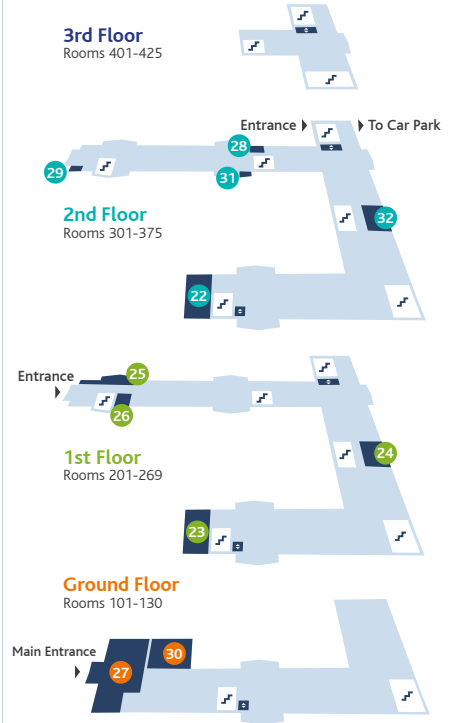 3rd Floor
Rooms 401-425
Entrance
To Car Park
28
29
31
2nd Floor
Rooms 301-375
32
22
Entrance
25
26
1st Floor
Rooms 201-269
24
23
Ground Floor
Rooms 101-130
Main Entrance
30
27